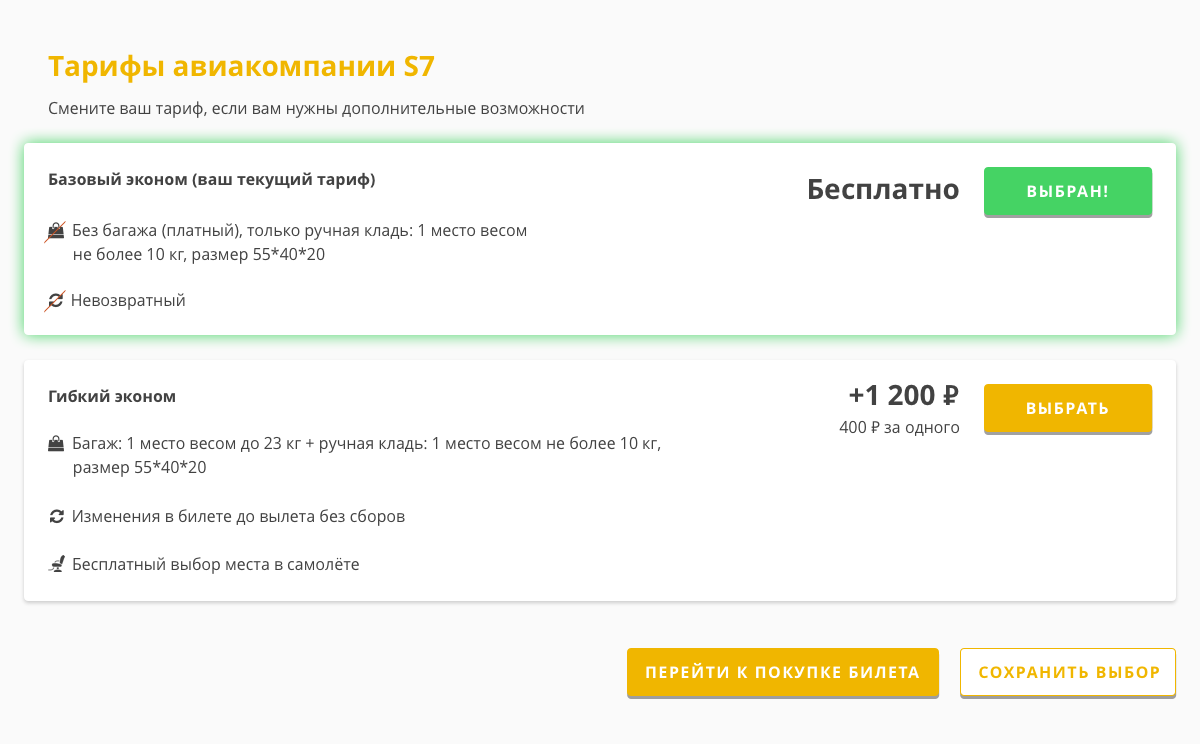 Тарифы авиакомпании S7
Смените ваш тариф, если вам нужны дополнительные возможности
Базовый эконом (ваш текущий тариф)
Бесплатно
ВЫБРАН!
Без багажа (платный), только ручная кладь: 1 место весом
не более 10 кг, размер 55*40*20
Невозвратный
Гибкий эконом
+1 200 ₽
400 ₽ за одного
ВЫБРАТЬ
Багаж: 1 место весом до 23 кг + ручная кладь: 1 место весом не более 10 кг,
размер 55*40*20
Изменения в билете до вылета без сборов
Бесплатный выбор места в самолёте
ПЕРЕЙТИ К ПОКУПКЕ БИЛЕТА
СОХРАНИТЬ ВЫБОР